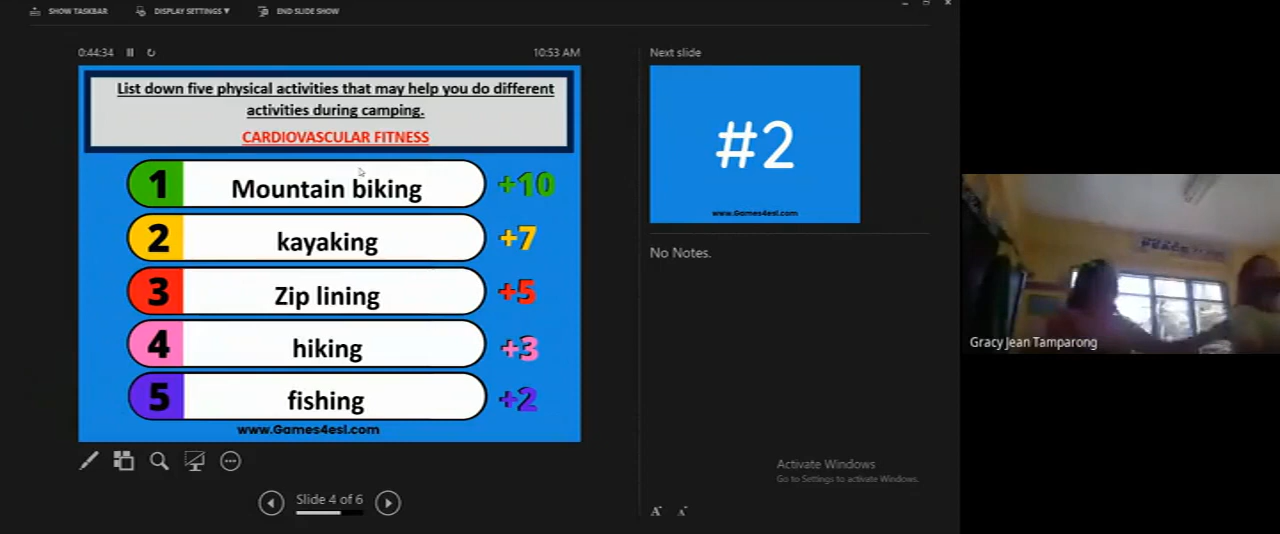 SHOW TASKBAR
DISPLAY SETTINGS ▼
END SLIDE SHOW
0:44:34
10:53 AM
List down five physical activities that may help you do different
activities during camping.
CARDIOVASCULAR FITNESS
1 Mountain biking +10
2 kayaking +7
3 Zip lining +5
4 hiking +3
5 fishing +2
www.Games4esl.com
Slide 4 of 6
Next slide
#2
www.Games4esl.com
No Notes.
Activate Windows
Go to Settings to activate Windows.
A A
PEACE
Gracy Jean Tamparong